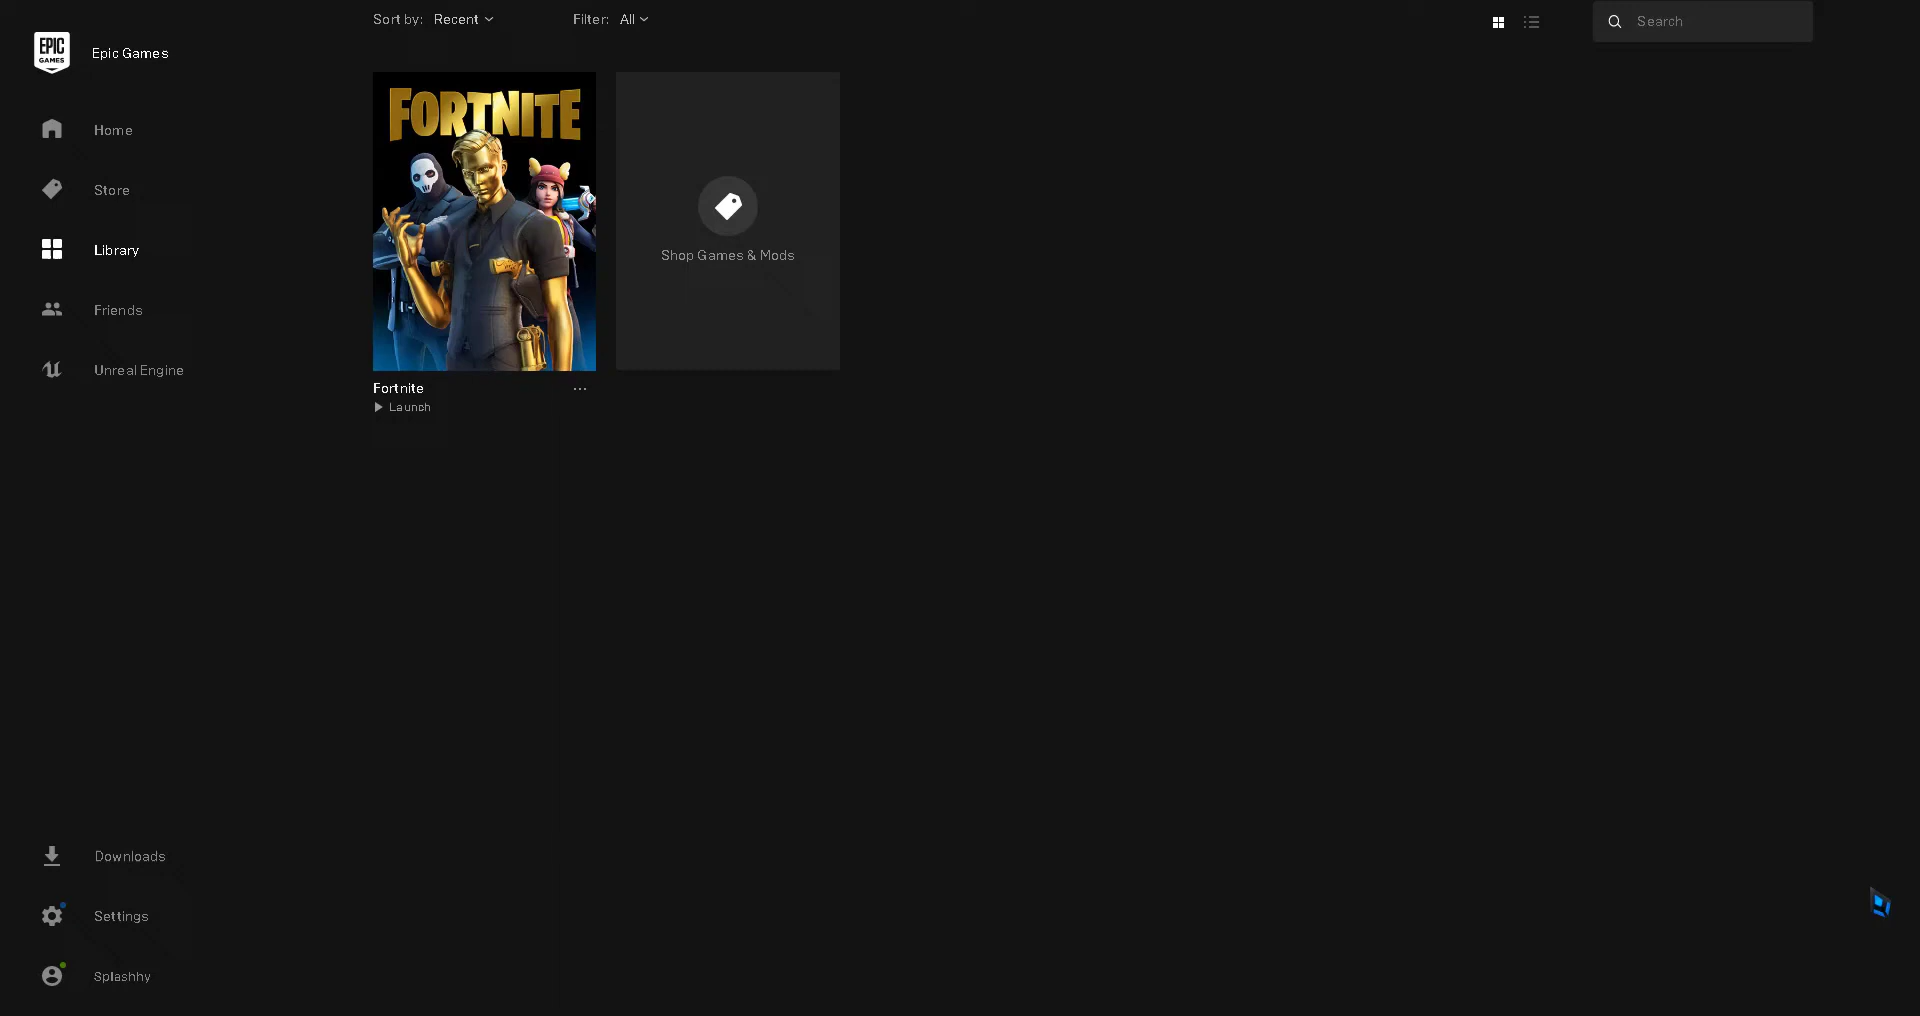 Sort by: Recent
Filter: All
Search
EPIC
GAMES
Epic Games
Home
Store
Library
Friends
Unreal Engine
FORTNITE
Shop Games & Mods
Fortnite
...
Launch
Downloads
Settings
Splashhy